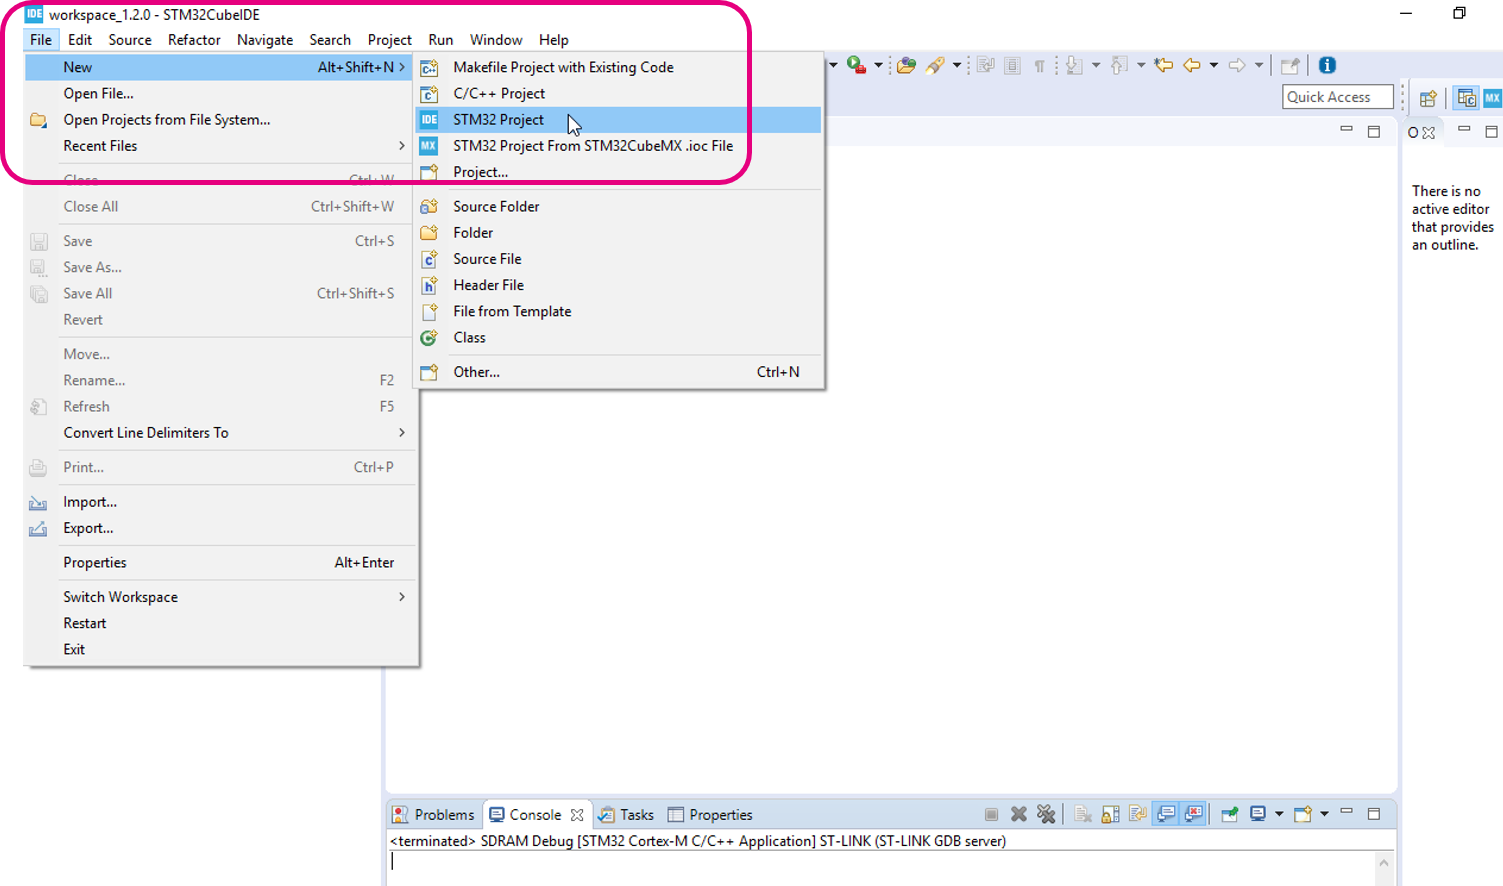 IDE workspace_1.2.0 - STM32CubeIDE
File Edit Source Refactor Navigate Search Project Run Window Help
New Alt+Shift+N >
Open File...
Open Projects from File System...
Recent Files >
Close Ctrl+W
Close All Ctrl+Shift+W
Save Ctrl+S
Save As...
Save All Ctrl+Shift+S
Revert
Move...
Rename... F2
Refresh F5
Convert Line Delimiters To >
Print... Ctrl+P
Import...
Export...
Properties Alt+Enter
Switch Workspace >
Restart
Exit
Makefile Project with Existing Code
C/C++ Project
IDE STM32 Project
MX STM32 Project From STM32CubeMX .ioc File
Project...
Source Folder
Folder
Source File
Header File
File from Template
Class
Other... Ctrl+N
Quick Access
MX
O
There is no
active editor
that provides
an outline.
Problems Console Tasks Properties
<terminated> SDRAM Debug [STM32 Cortex-M C/C++ Application] ST-LINK (ST-LINK GDB server)